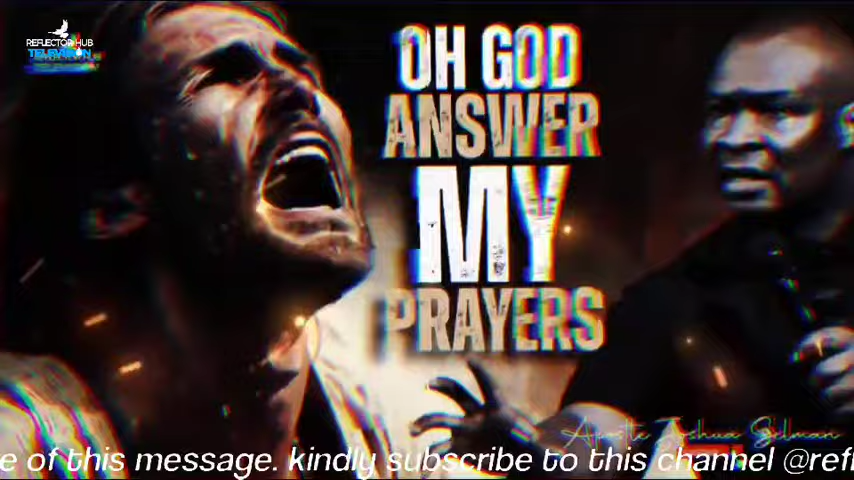 REFLECTOR HUB
TELEVISION
OH GOD
ANSWER
MY
PRAYERS
Apostle Joshua Selman
e of this message. kindly subscribe to this channel @refl